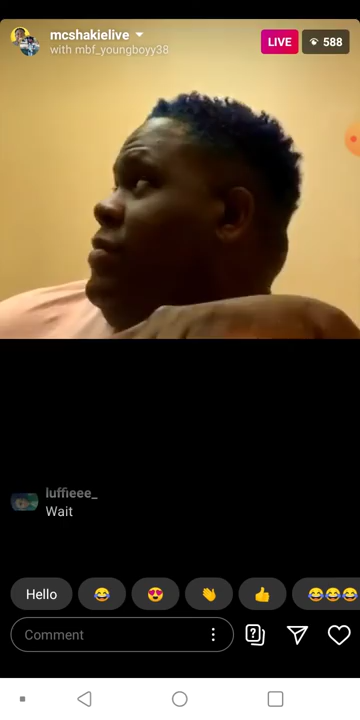 mcshakielive
with mbf_youngboyy38
LIVE
588
luffieee_
Wait
Hello
Comment